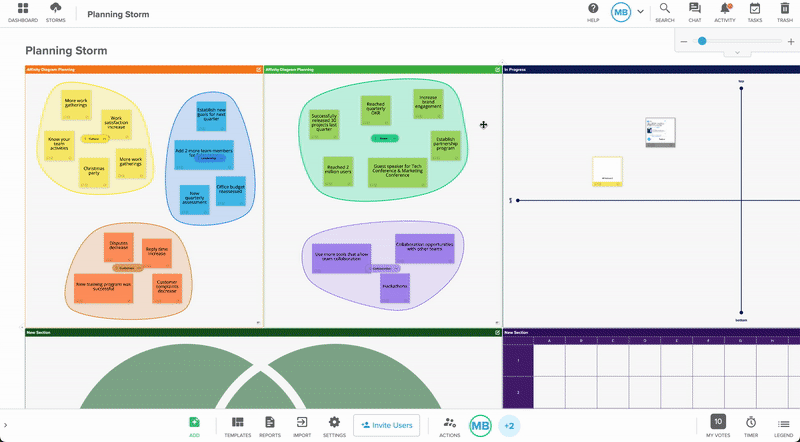 DASHBOARD
STORMS
Planning Storm
HELP
MB
SEARCH
CHAT
ACTIVITY
TASKS
TRASH
Planning Storm
Affinity Diagram Planning
Affinity Diagram Planning
In Progress
More work
gatherings
Work
satisfaction
increase
Know your
team
activities
Christmas
party
More work
gatherings
Establish new
goals for next
quarter
Add 2 more team members
Leadership
New
quarterly
assessment
Office budget
reassessed
Disputes
decrease
Reply time
increase
Customer
New training program was
successful
Customer
complaints
decrease
Successfully
released 30
projects last
quarter
Reached
quarterly
OKR
Increase
brand
engagement
Establish
partnership
program
Reached 2
million users
Guest speaker for Tech
Conference & Marketing
Conference
Use more tools that allow
team collaboration
Collaboration opportunities
with other teams
Collaboration
Hackathons
top
bottom
New Section
New Section
A
B
C
D
E
F
G
H
1
2
ADD
TEMPLATES
REPORTS
IMPORT
SETTINGS
Invite Users
ACTIONS
MB
+2
10
MY VOTES
TIMER
LEGEND